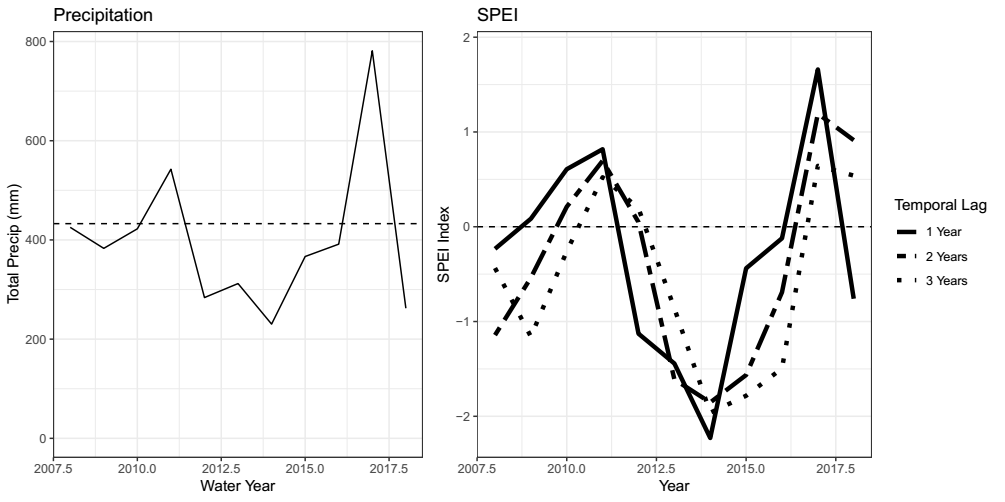 Precipitation
Total Precip (mm)
800
600
400
200
0
2007.5 2010.0 2012.5 2015.0 2017.5
Water Year
SPEI
SPEI Index
2
1
0
−1
−2
2007.5 2010.0 2012.5 2015.0 2017.5
Year
Temporal Lag
1 Year
2 Years
3 Years